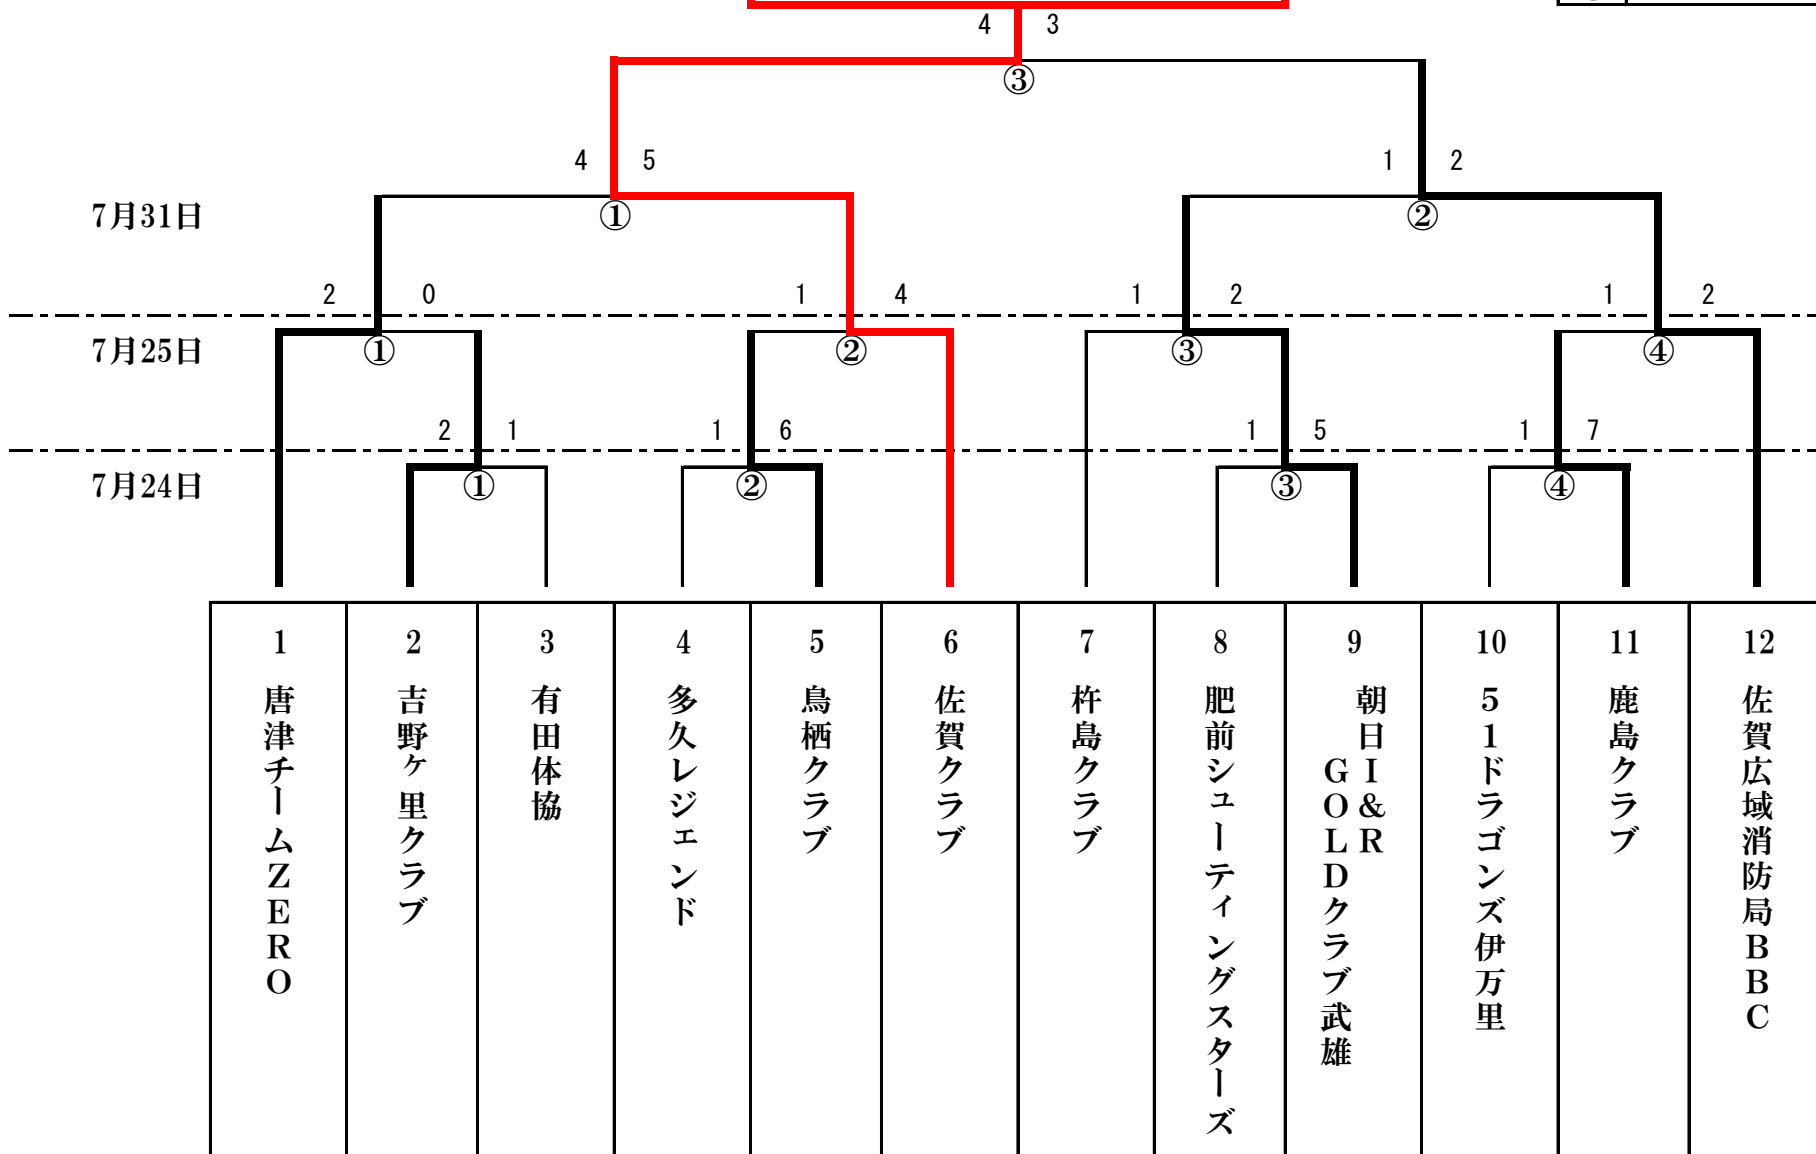 4 3
③
4 5
1 2
7月31日
①
②
2 0
1 4
1 2
1 2
7月25日
①
②
③
④
2 1
1 6
1 5
1 7
7月24日
①
②
③
④
1
唐津チームZERO
2
吉野ヶ里クラブ
3
有田体協
4
多久レジェンド
5
鳥栖クラブ
6
佐賀クラブ
7
杵島クラブ
8
肥前シューティングスターズ
9
朝日I&R
GOLDクラブ武雄
10
51ドラゴンズ伊万里
11
鹿島クラブ
12
佐賀広域消防局BBC